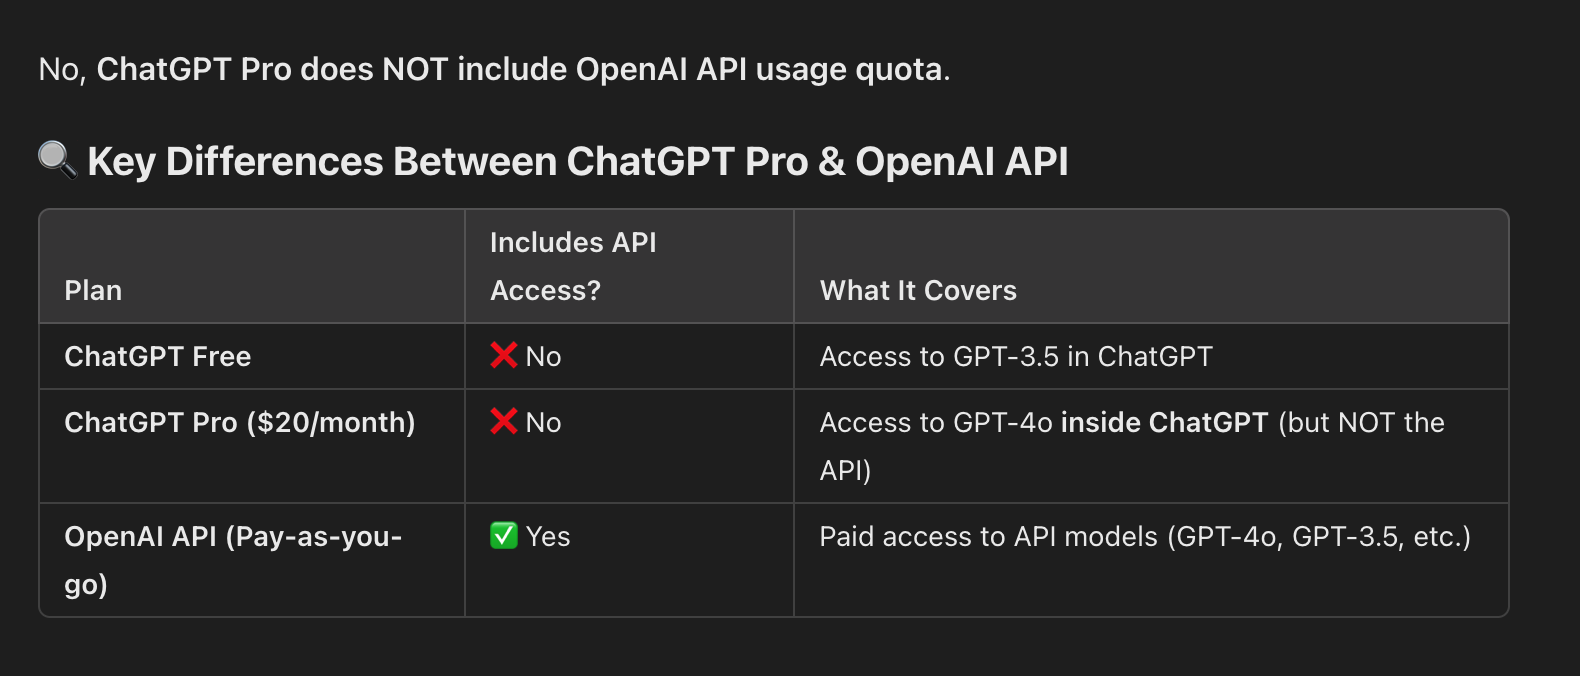 No, ChatGPT Pro does NOT include OpenAI API usage quota.
🔍 Key Differences Between ChatGPT Pro & OpenAI API
Plan
Includes API
Access?
What It Covers
ChatGPT Free
❌ No
Access to GPT-3.5 in ChatGPT
ChatGPT Pro ($20/month)
❌ No
Access to GPT-4o inside ChatGPT (but NOT the
API)
OpenAI API (Pay-as-you-
go)
✅ Yes
Paid access to API models (GPT-4o, GPT-3.5, etc.)